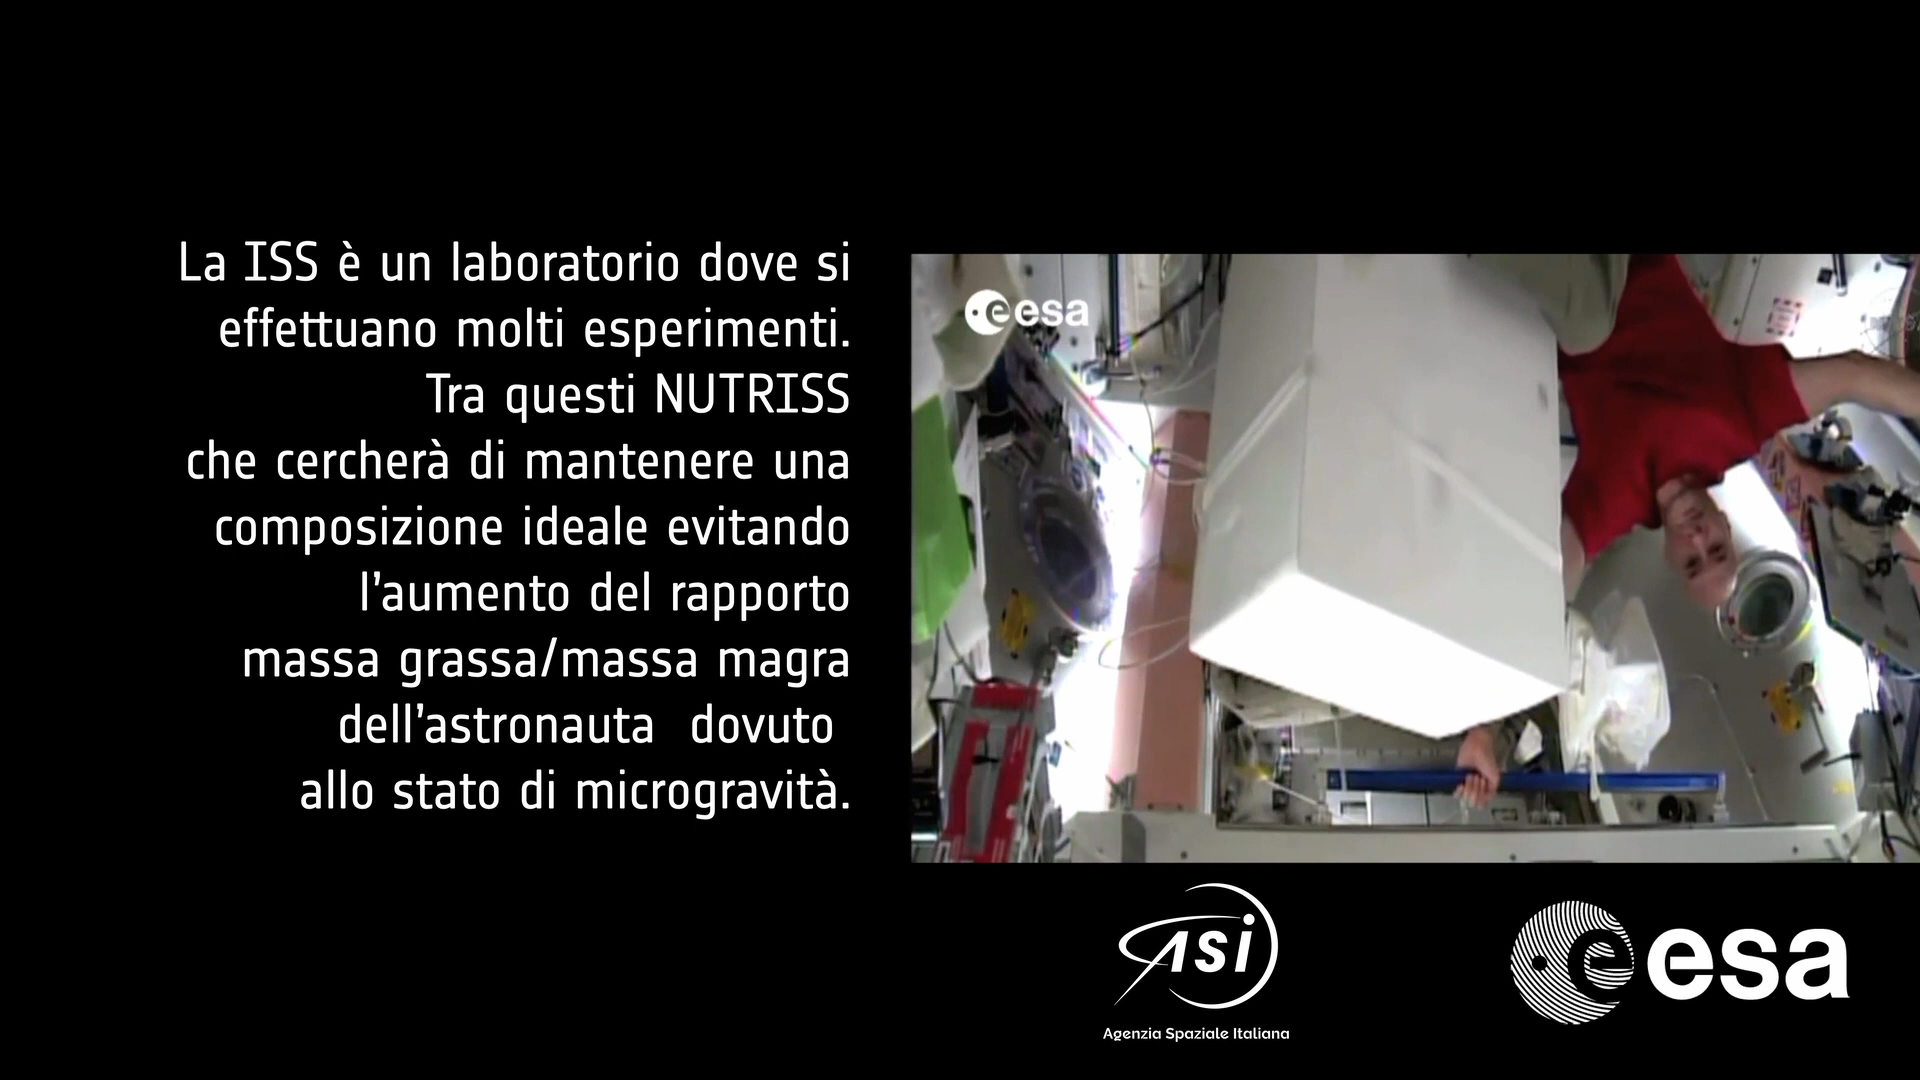 La ISS è un laboratorio dove si
effettuano molti esperimenti.
Tra questi NUTRISS
che cercherà di mantenere una
composizione ideale evitando
l'aumento del rapporto
massa grassa/massa magra
dell'astronauta dovuto
allo stato di microgravità.
esa
asi
Agenzia Spaziale Italiana
esa